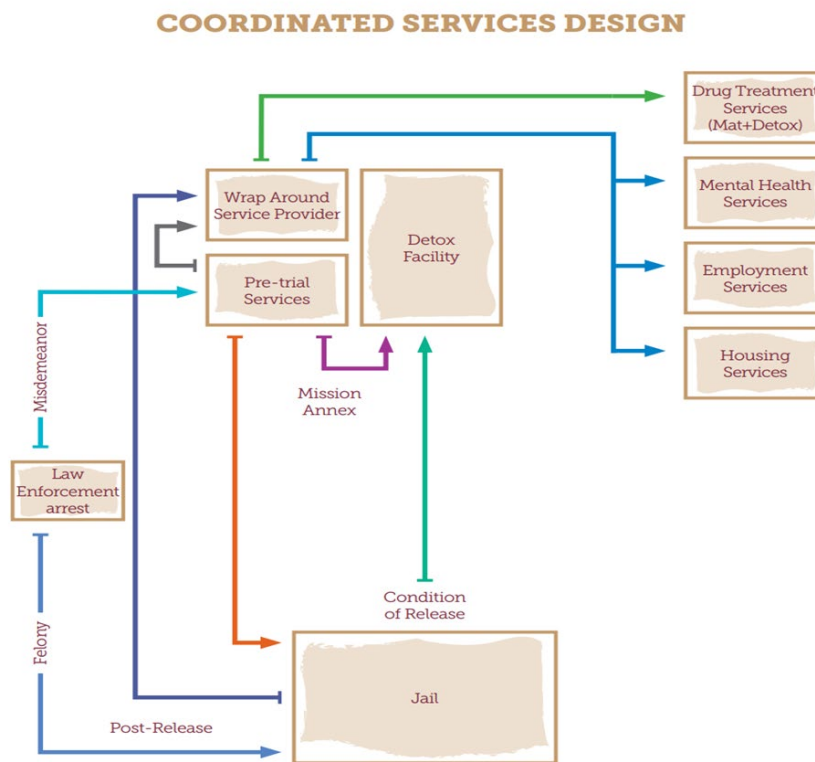 COORDINATED SERVICES DESIGN
Drug Treatment
Services
(Mat+Detox)
Wrap Around
Service Provider
Mental Health
Services
Detox
Facility
Pre-trial
Services
Employment
Services
Housing
Services
Misdemeanor
Mission
Annex
Law
Enforcement
arrest
Condition
of Release
Felony
Jail
Post-Release